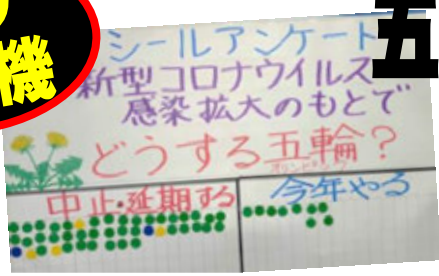 機
五
シールアンケート
新型コロナウイルス
感染拡大のもとで
どうする五輪?
オリンピック
中止・延期する
今年やる